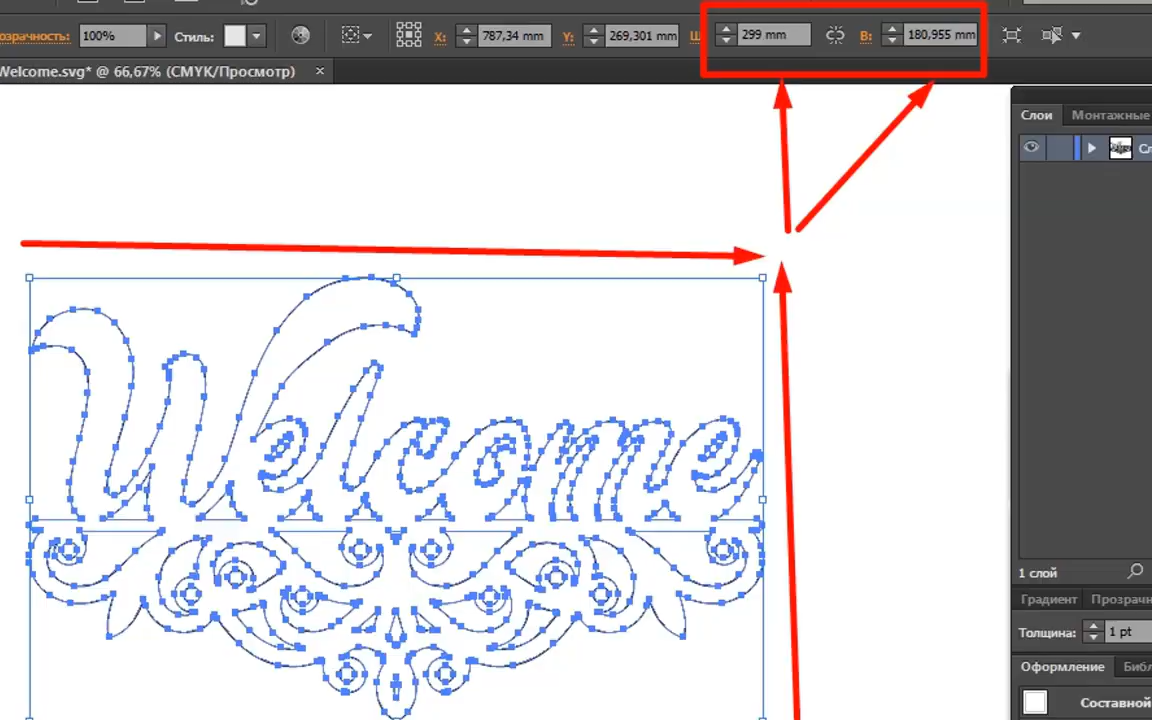 озрачность: 100% Стиль: X: 787,34 mm Y: 269,301 mm Ш 299 mm В: 180,955 mm
Welcome.svg* @ 66,67% (CMYK/Просмотр) ×
Слои Монтажные
1 слой
Градиент Прозрачн
Толщина: 1 pt
Оформление Библ
Составной
Welcome